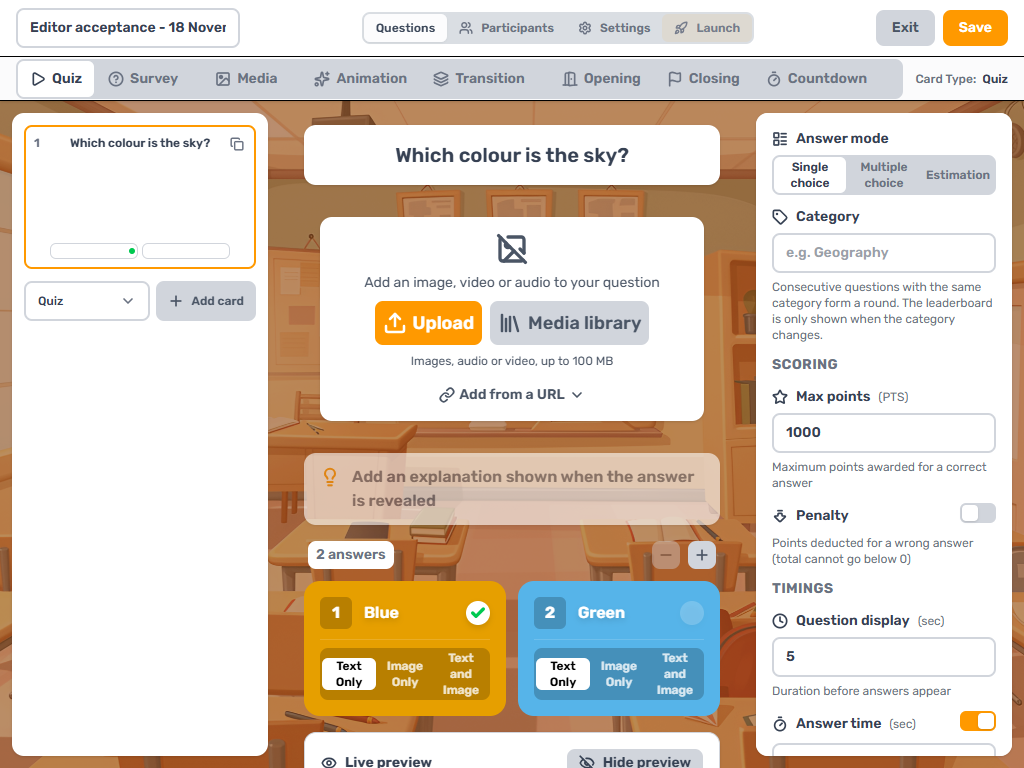 Editor acceptance - 18 Nover
Questions
Participants
Settings
Launch
Exit
Save
Quiz
Survey
Media
Animation
Transition
Opening
Closing
Countdown
Card Type: Quiz
1
Which colour is the sky?
Quiz
Add card
Which colour is the sky?
Add an image, video or audio to your question
Upload
Media library
Images, audio or video, up to 100 MB
Add from a URL
Add an explanation shown when the answer
is revealed
2 answers
1
Blue
Text
Only
Image
Only
Text
and
Image
2
Green
Text
Only
Image
Only
Text
and
Image
Live preview
Hide preview
Answer mode
Single
choice
Multiple
choice
Estimation
Category
e.g. Geography
Consecutive questions with the same
category form a round. The leaderboard
is only shown when the category
changes.
SCORING
Max points (PTS)
1000
Maximum points awarded for a correct
answer
Penalty
Points deducted for a wrong answer
(total cannot go below 0)
TIMINGS
Question display (sec)
5
Duration before answers appear
Answer time (sec)